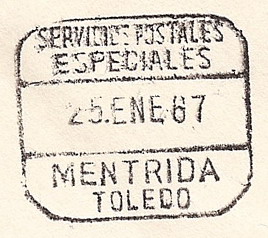 SERVICIOS POSTALES
ESPECIALES
25.ENE.67
MENTRIDA
TOLEDO